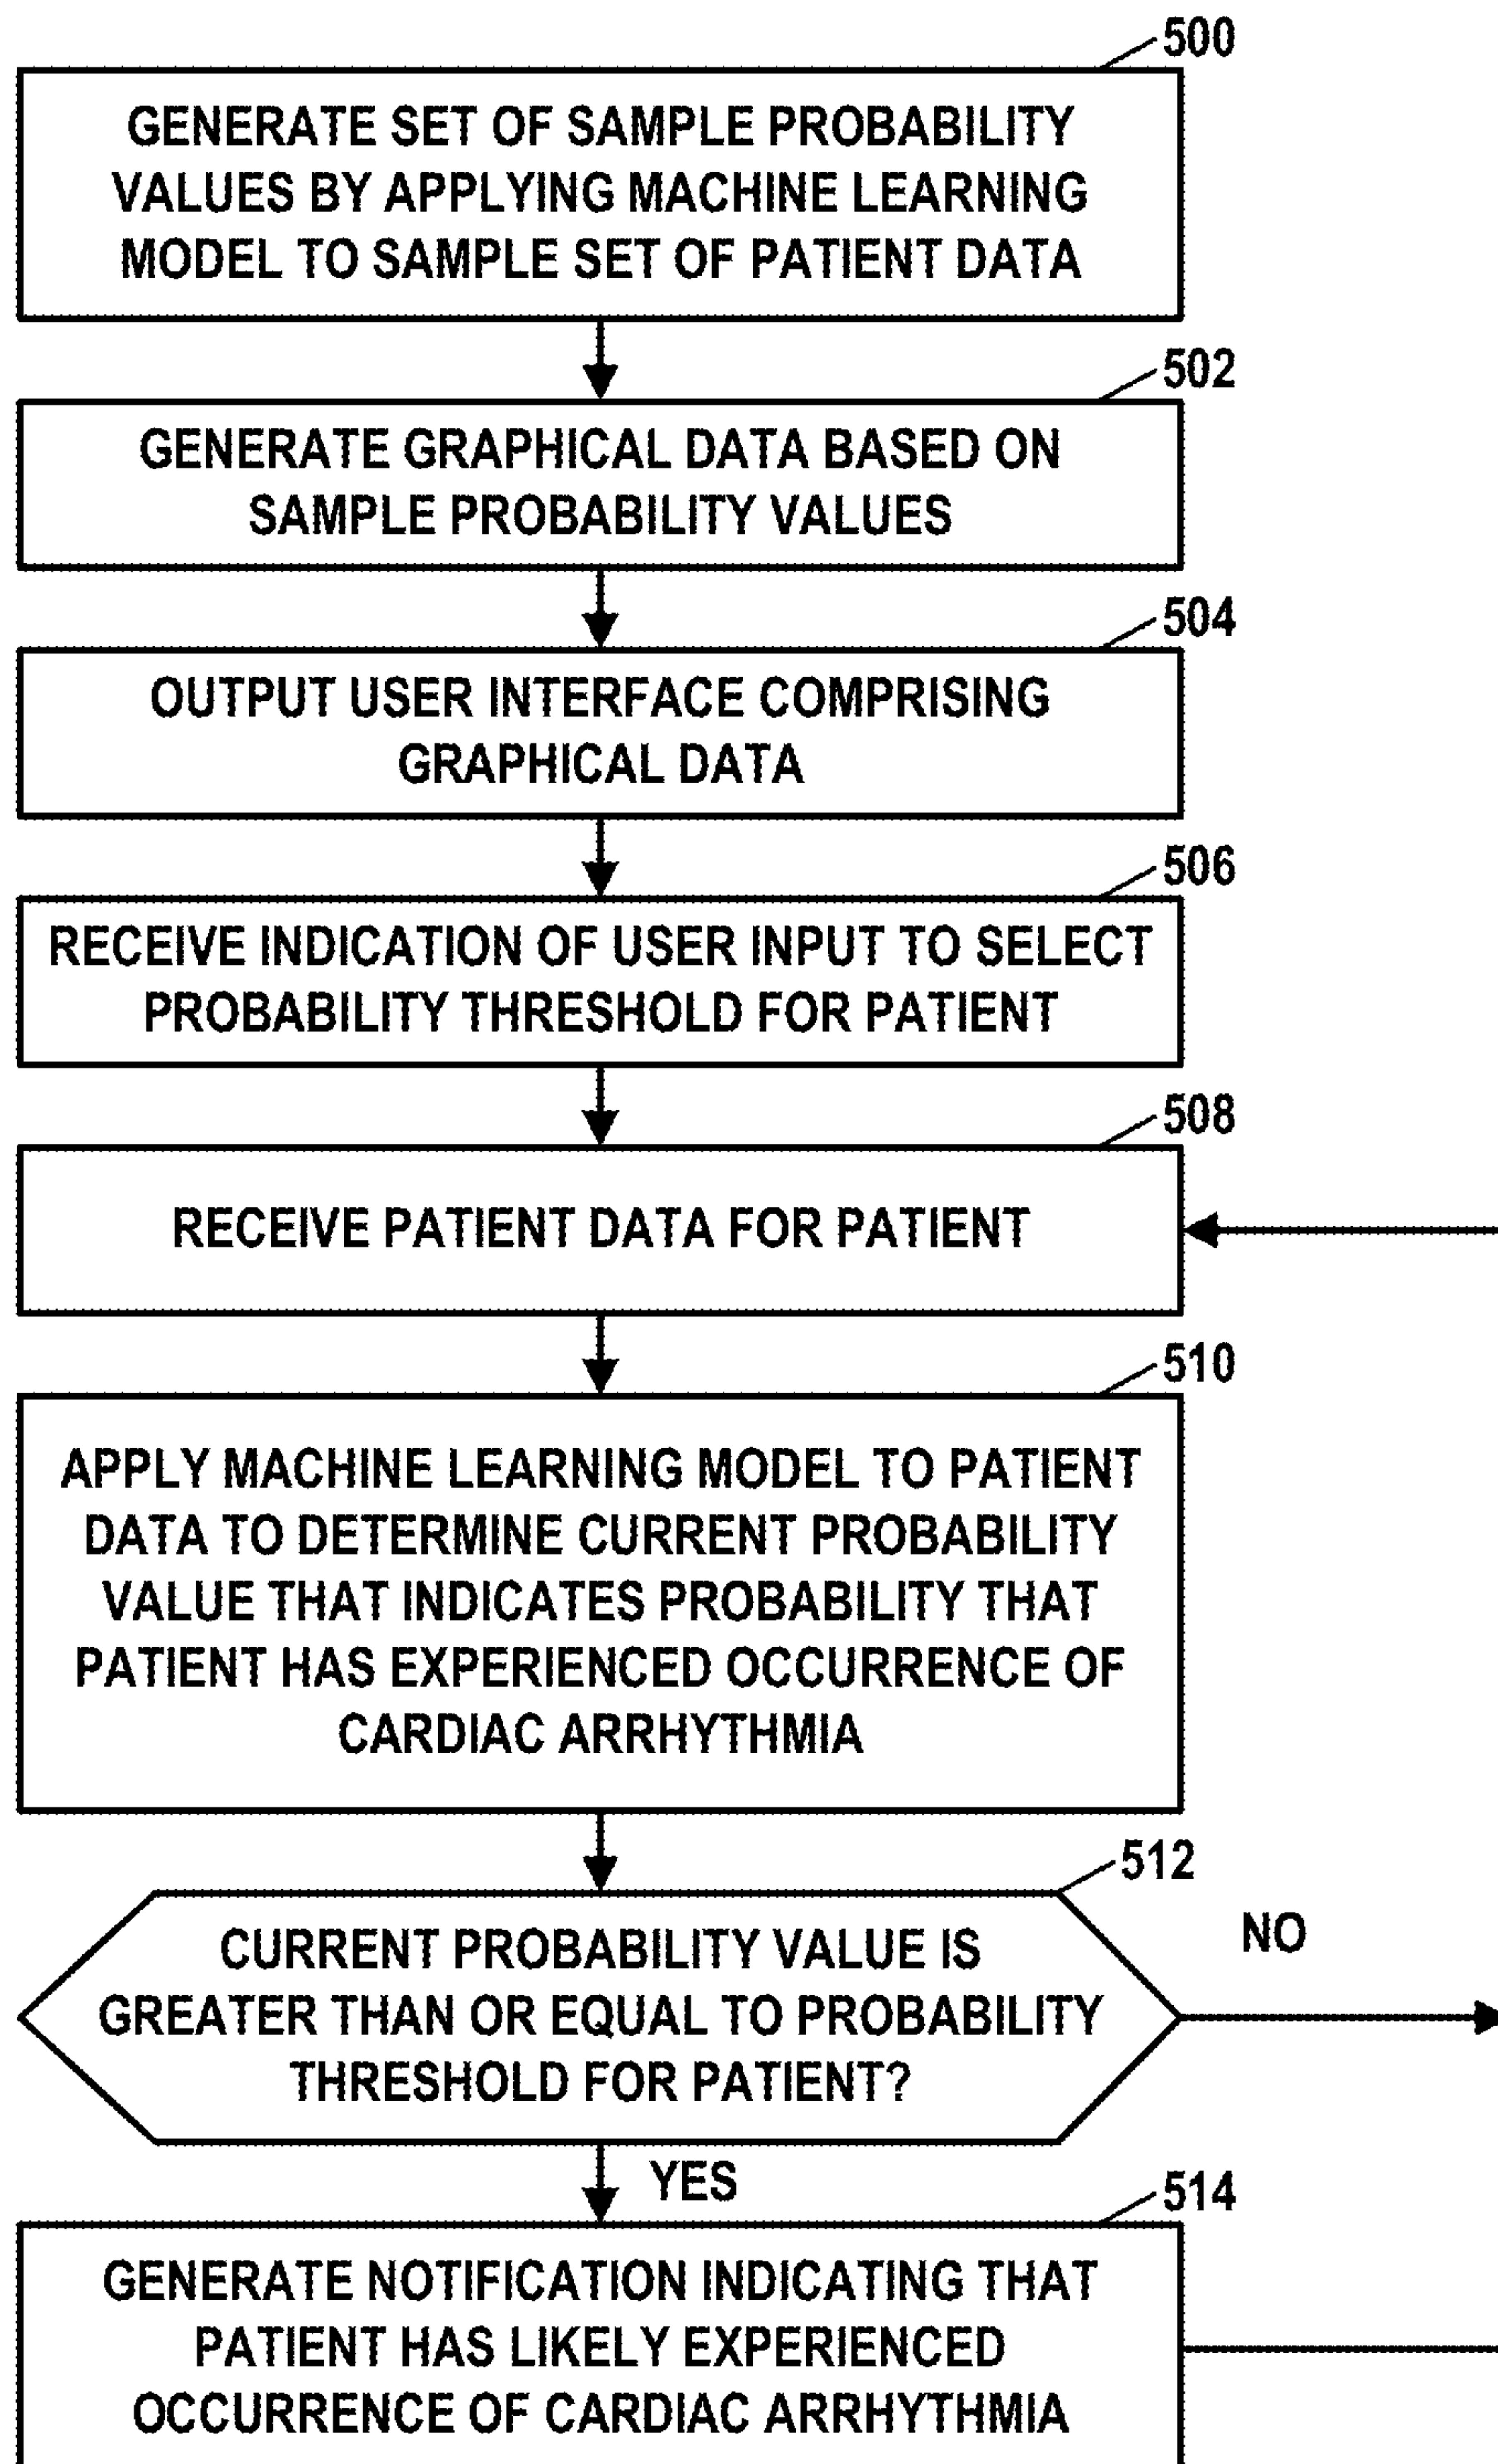 500
GENERATE SET OF SAMPLE PROBABILITY
VALUES BY APPLYING MACHINE LEARNING
MODEL TO SAMPLE SET OF PATIENT DATA
502
GENERATE GRAPHICAL DATA BASED ON
SAMPLE PROBABILITY VALUES
504
OUTPUT USER INTERFACE COMPRISING
GRAPHICAL DATA
506
RECEIVE INDICATION OF USER INPUT TO SELECT
PROBABILITY THRESHOLD FOR PATIENT
508
RECEIVE PATIENT DATA FOR PATIENT
510
APPLY MACHINE LEARNING MODEL TO PATIENT
DATA TO DETERMINE CURRENT PROBABILITY
VALUE THAT INDICATES PROBABILITY THAT
PATIENT HAS EXPERIENCED OCCURRENCE OF
CARDIAC ARRHYTHMIA
512
NO
CURRENT PROBABILITY VALUE IS
GREATER THAN OR EQUAL TO PROBABILITY
THRESHOLD FOR PATIENT?
YES
514
GENERATE NOTIFICATION INDICATING THAT
PATIENT HAS LIKELY EXPERIENCED
OCCURRENCE OF CARDIAC ARRHYTHMIA